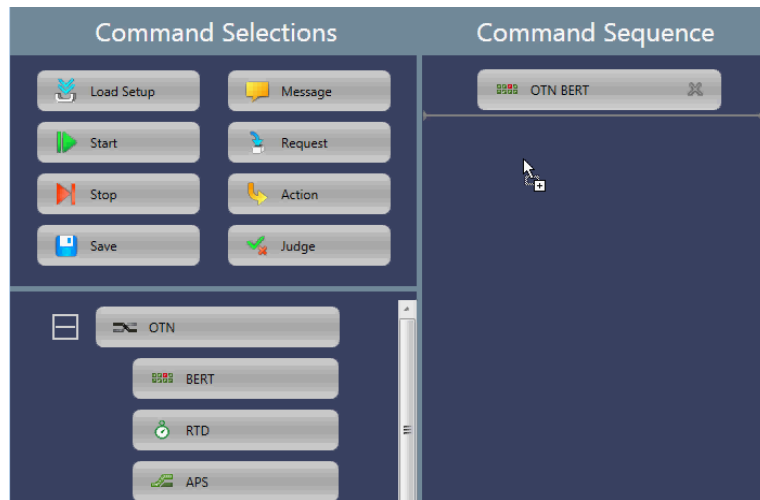 Command Selections
Command Sequence
Load Setup
Message
Start
Request
Stop
Action
Save
Judge
OTN
BERT
RTD
APS
OTN BERT